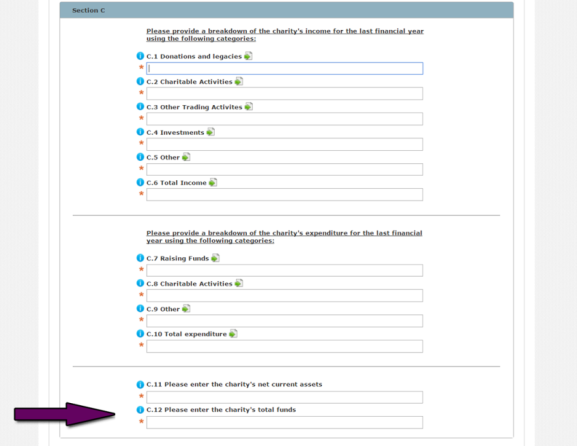 Section C
Please provide a breakdown of the charity's income for the last financial year
using the following categories:
C.1 Donations and legacies
*
C.2 Charitable Activities
*
C.3 Other Trading Activites
*
C.4 Investments
*
C.5 Other
*
C.6 Total Income
*
Please provide a breakdown of the charity's expenditure for the last financial
year using the following categories:
C.7 Raising Funds
*
C.8 Charitable Activities
*
C.9 Other
*
C.10 Total expenditure
*
C.11 Please enter the charity's net current assets
*
C.12 Please enter the charity's total funds
*